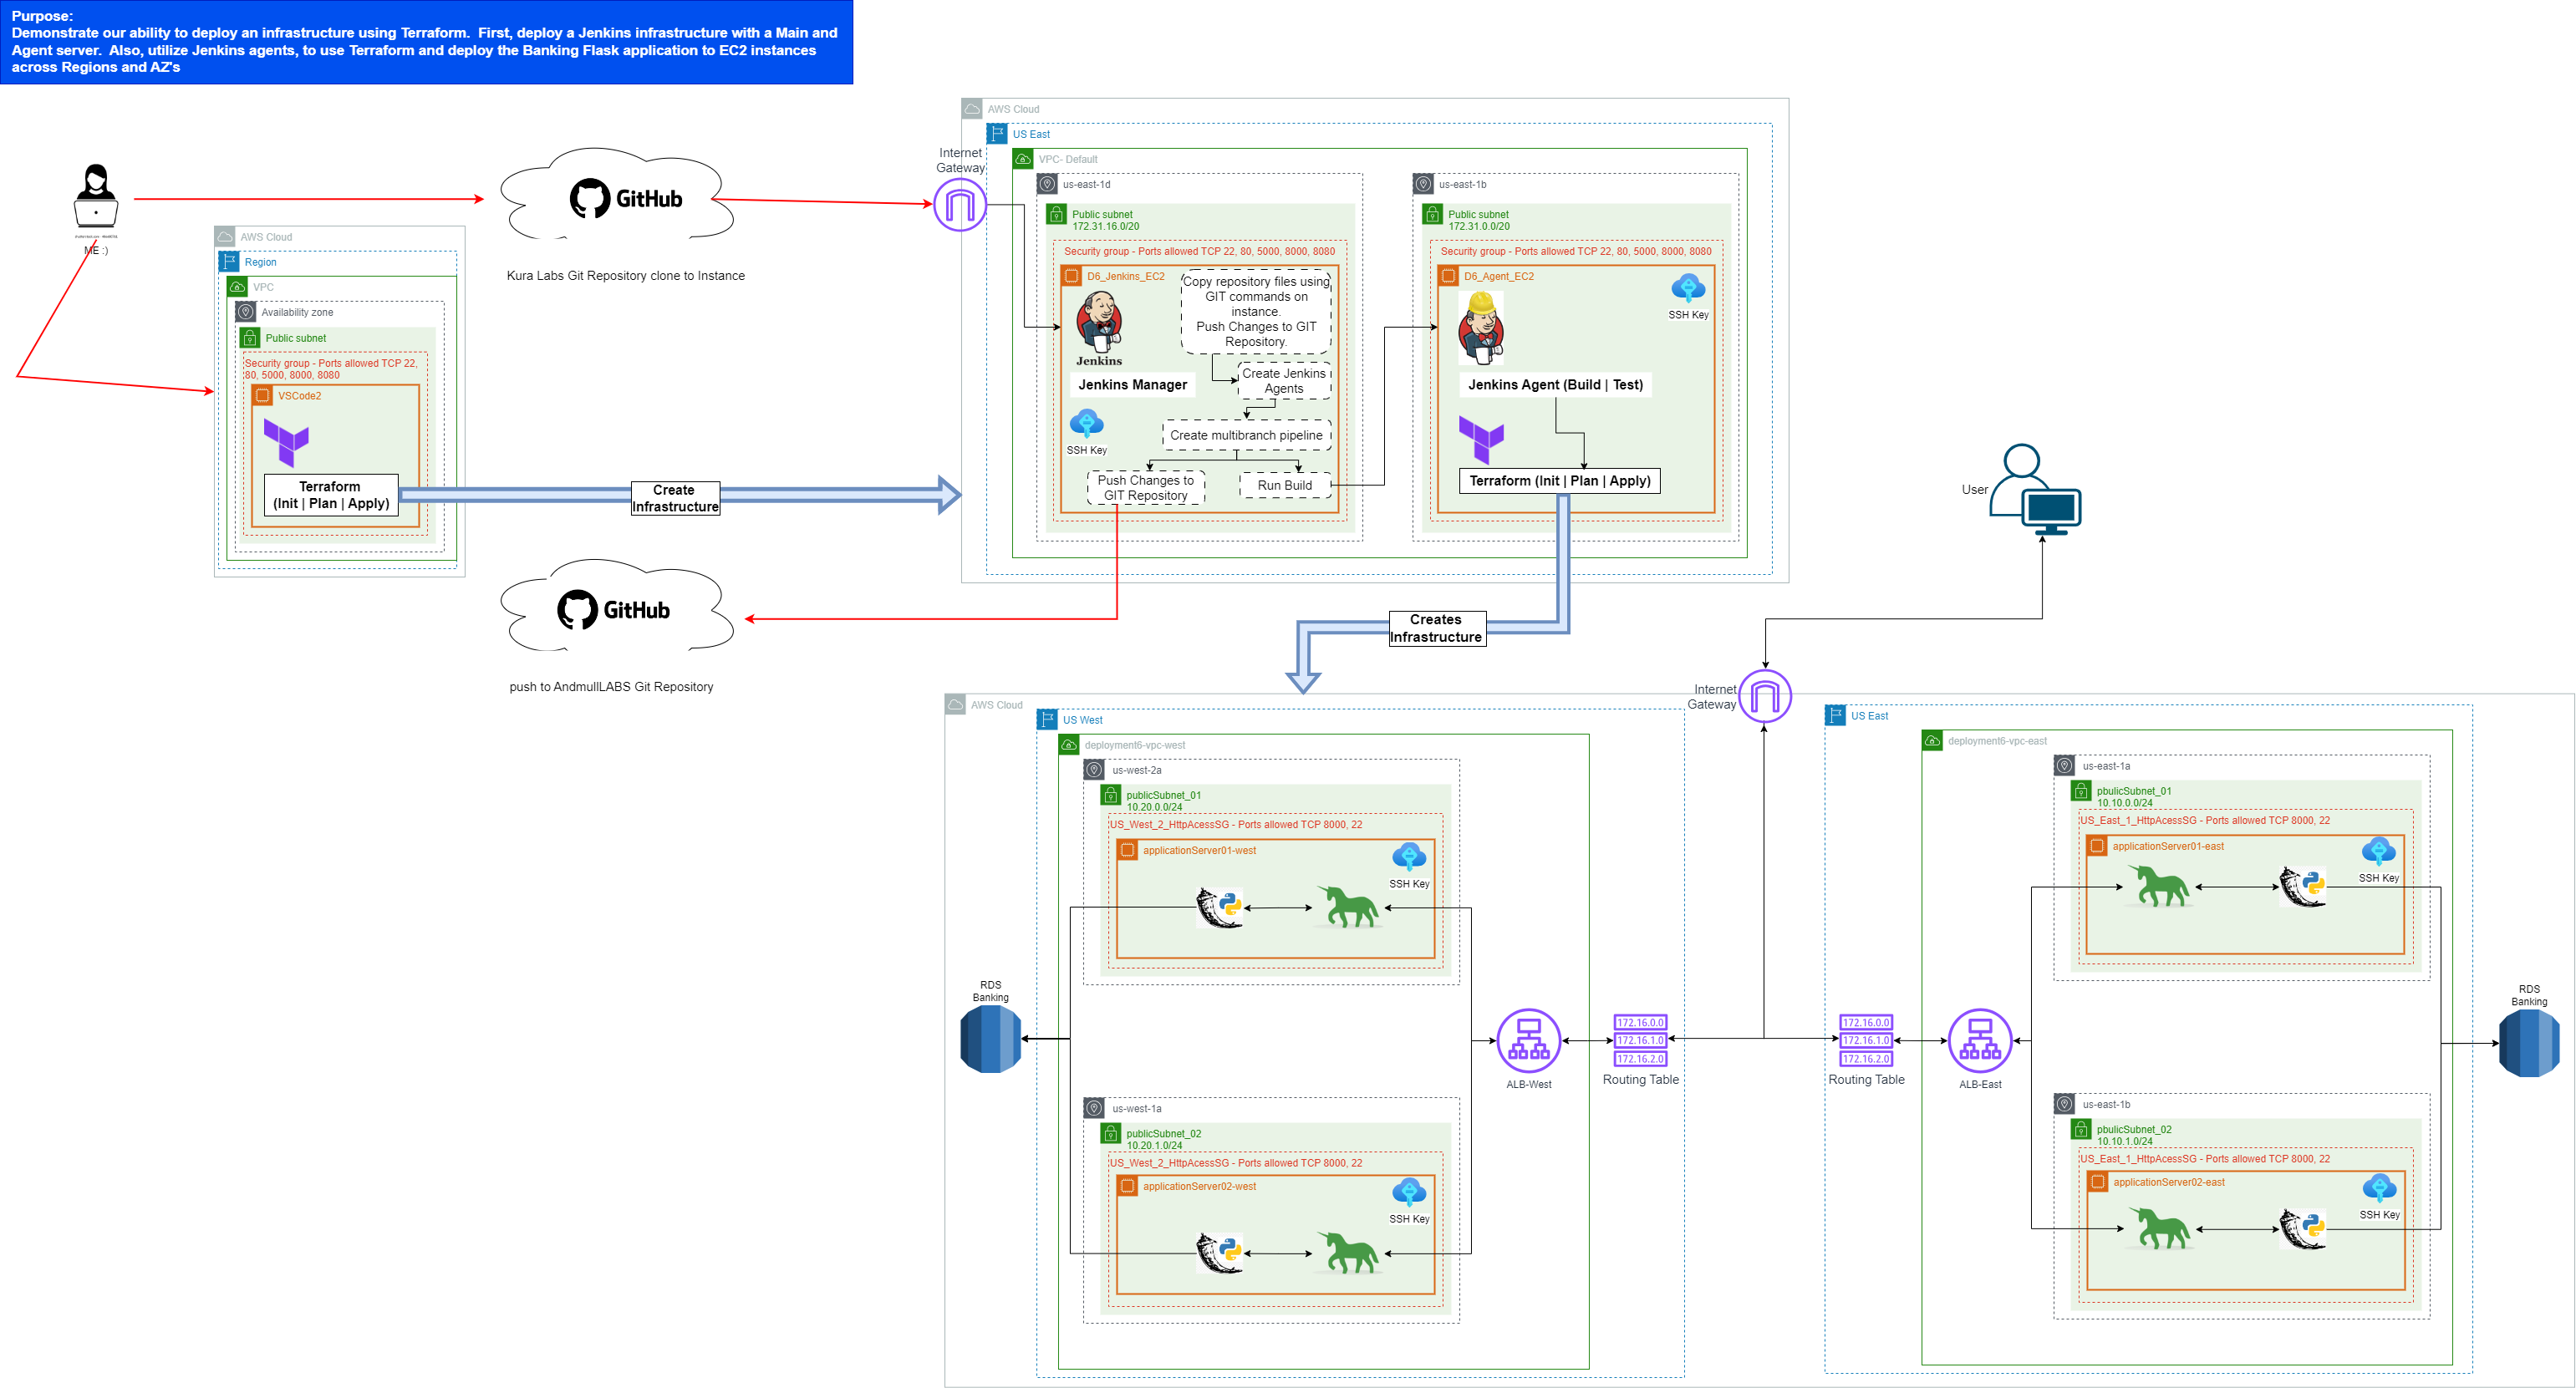 Purpose:
Demonstrate our ability to deploy an infrastructure using Terraform.  First, deploy a Jenkins infrastructure with a Main and
Agent server.  Also, utilize Jenkins agents, to use Terraform and deploy the Banking Flask application to EC2 instances
across Regions and AZ's
ME :)
GitHub
Kura Labs Git Repository clone to Instance
AWS Cloud
Region
VPC
Availability zone
Public subnet
Security group - Ports allowed TCP 22,
80, 5000, 8000, 8080
VSCode2
Terraform
(Init | Plan | Apply)
Create
Infrastructure
GitHub
push to AndmullLABS Git Repository
Internet
Gateway
AWS Cloud
US East
VPC- Default
us-east-1d
Public subnet
172.31.16.0/20
Security group - Ports allowed TCP 22, 80, 5000, 8000, 8080
D6_Jenkins_EC2
Jenkins
Jenkins Manager
SSH Key
Copy repository files using
GIT commands on
instance.
Push Changes to GIT
Repository.
Create Jenkins
Agents
Create multibranch pipeline
Push Changes to
GIT Repository
Run Build
us-east-1b
Public subnet
172.31.0.0/20
Security group - Ports allowed TCP 22, 80, 5000, 8000, 8080
D6_Agent_EC2
SSH Key
Jenkins Agent (Build | Test)
Terraform (Init | Plan | Apply)
Creates
Infrastructure
User
Internet
Gateway
AWS Cloud
US West
deployment6-vpc-west
us-west-2a
publicSubnet_01
10.20.0.0/24
US_West_2_HttpAcessSG - Ports allowed TCP 8000, 22
applicationServer01-west
SSH Key
RDS
Banking
us-west-1a
publicSubnet_02
10.20.1.0/24
US_West_2_HttpAcessSG - Ports allowed TCP 8000, 22
applicationServer02-west
SSH Key
ALB-West
172.16.0.0
172.16.1.0
172.16.2.0
Routing Table
US East
172.16.0.0
172.16.1.0
172.16.2.0
Routing Table
ALB-East
deployment6-vpc-east
us-east-1a
pbulicSubnet_01
10.10.0.0/24
US_East_1_HttpAcessSG - Ports allowed TCP 8000, 22
applicationServer01-east
SSH Key
us-east-1b
pbulicSubnet_02
10.10.1.0/24
US_East_1_HttpAcessSG - Ports allowed TCP 8000, 22
applicationServer02-east
SSH Key
RDS
Banking